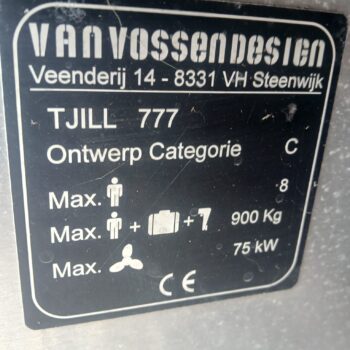 VANVOSSENDESIGN
Veenderij 14 - 8331 VH Steenwijk
TJILL 777
Ontwerp Categorie C
Max. 8
Max. + + 900 Kg
Max. 75 kW
CE